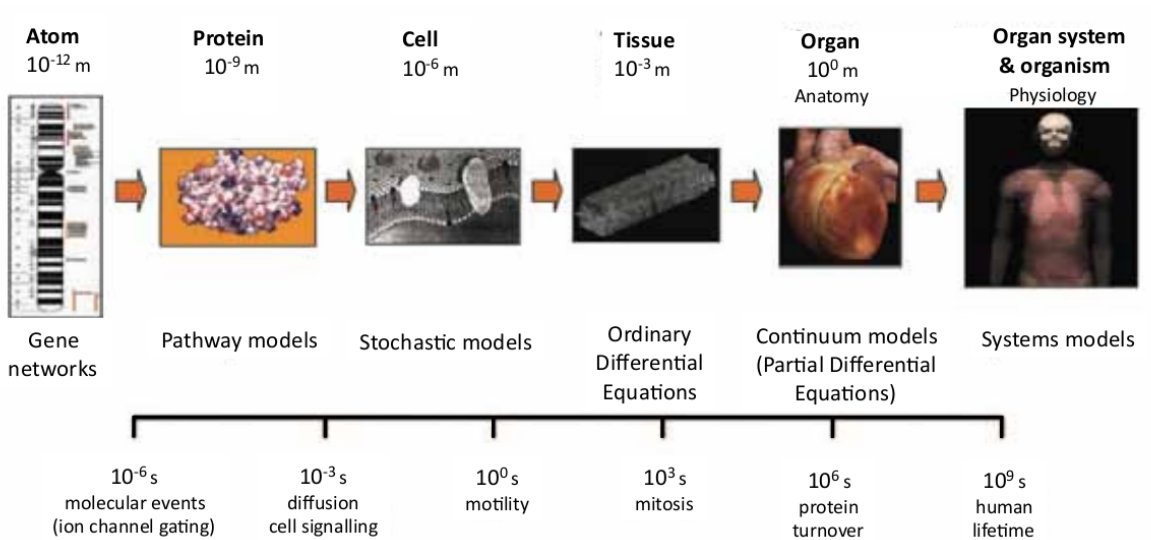 Atom
10⁻¹² m
Protein
10⁻⁹ m
Cell
10⁻⁶ m
Tissue
10⁻³ m
Organ
10⁰ m
Anatomy
Organ system
& organism
Physiology
Gene
networks
Pathway models
Stochastic models
Ordinary
Differential
Equations
Continuum models
(Partial Differential
Equations)
Systems models
10⁻⁶ s
molecular events
(ion channel gating)
10⁻³ s
diffusion
cell signalling
10⁰ s
motility
10³ s
mitosis
10⁶ s
protein
turnover
10⁹ s
human
lifetime